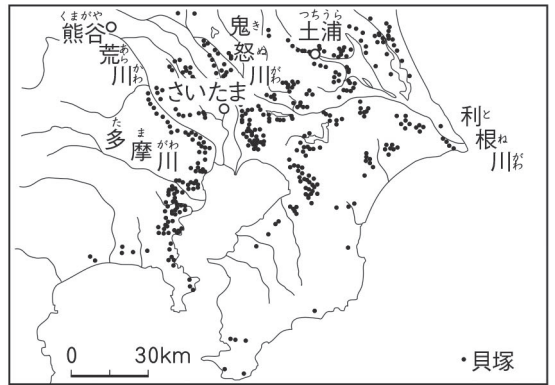 くまがや
熊谷
あら かわ
荒川
き ぬ がわ
鬼怒川
つちうら
土浦
さいたま
た ま がわ
多摩川
と ね がわ
利根川
0 30km
・貝塚